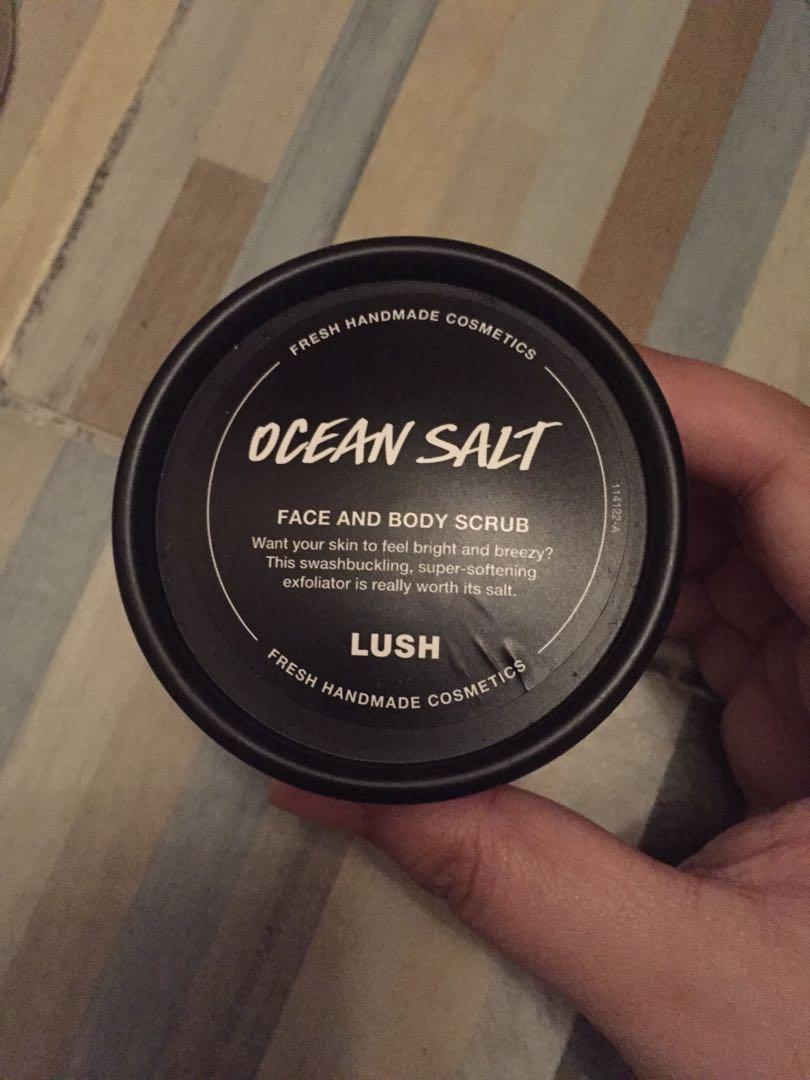 FRESH HANDMADE COSMETICS
OCEAN SALT
FACE AND BODY SCRUB
Want your skin to feel bright and breezy?
This swashbuckling, super-softening
exfoliator is really worth its salt.
LUSH
FRESH HANDMADE COSMETICS
114122-A